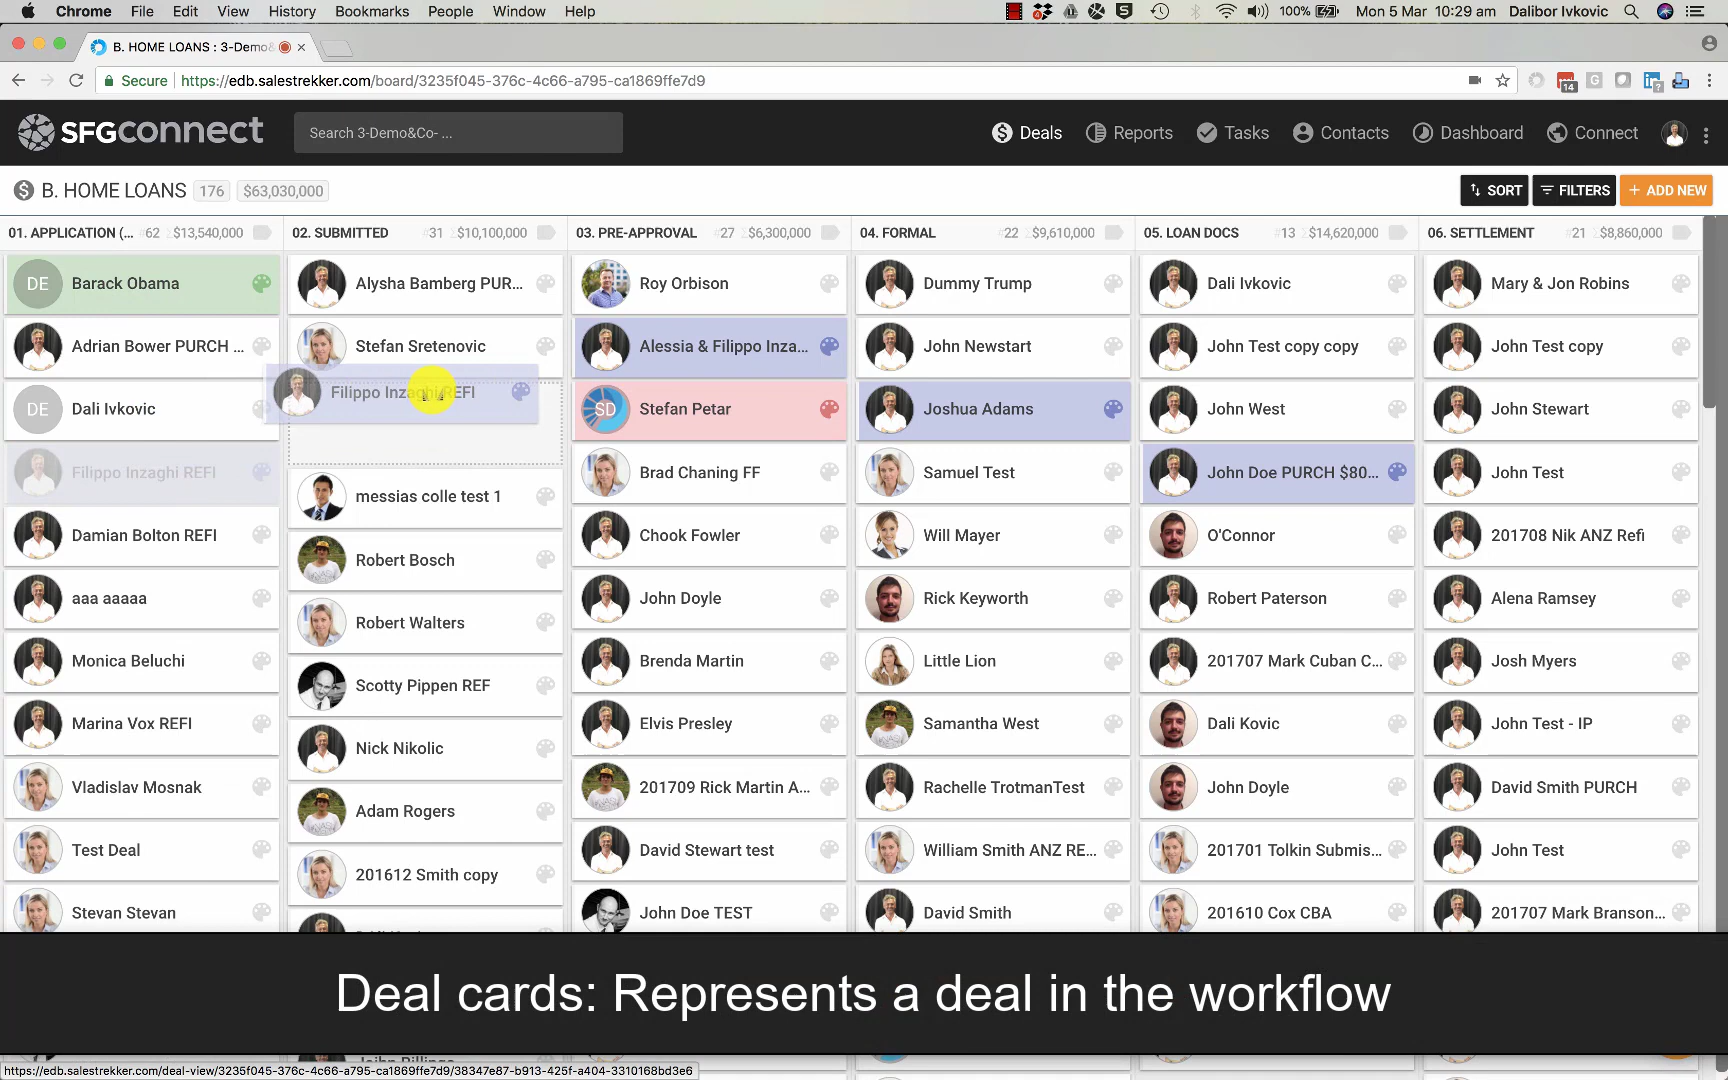 Chrome File Edit View History Bookmarks People Window Help 100% Mon 5 Mar 10:29 am Dalibor Ivkovic
B. HOME LOANS : 3-Demo&
Secure https://edb.salestrekker.com/board/3235f045-376c-4c66-a795-ca1869ffe7d9 14
SFGconnect Search 3-Demo&Co- ... Deals Reports Tasks Contacts Dashboard Connect
B. HOME LOANS 176 $63,030,000 SORT FILTERS + ADD NEW
01. APPLICATION (... #62 $13,540,000 02. SUBMITTED #31 $10,100,000 03. PRE-APPROVAL #27 $6,300,000 04. FORMAL #22 $9,610,000 05. LOAN DOCS #13 $14,620,000 06. SETTLEMENT #21 $8,860,000
DE Barack Obama Alysha Bamberg PUR... Roy Orbison Dummy Trump Dali Ivkovic Mary & Jon Robins
Adrian Bower PURCH ... Stefan Sretenovic Alessia & Filippo Inza... John Newstart John Test copy copy John Test copy
Filippo Inzaghi REFI
DE Dali Ivkovic SD Stefan Petar Joshua Adams John West John Stewart
Filippo Inzaghi REFI Brad Chaning FF Samuel Test John Doe PURCH $80... John Test
messias colle test 1
Damian Bolton REFI Chook Fowler Will Mayer O'Connor 201708 Nik ANZ Refi
Robert Bosch
aaa aaaaa John Doyle Rick Keyworth Robert Paterson Alena Ramsey
Robert Walters
Monica Beluchi Brenda Martin Little Lion 201707 Mark Cuban C... Josh Myers
Scotty Pippen REF
Marina Vox REFI Elvis Presley Samantha West Dali Kovic John Test - IP
Nick Nikolic
Vladislav Mosnak 201709 Rick Martin A... Rachelle TrotmanTest John Doyle David Smith PURCH
Adam Rogers
Test Deal David Stewart test William Smith ANZ RE... 201701 Tolkin Submis... John Test
201612 Smith copy
Stevan Stevan John Doe TEST David Smith 201610 Cox CBA 201707 Mark Branson...
Deal cards: Represents a deal in the workflow
https://edb.salestrekker.com/deal-view/3235f045-376c-4c66-a795-ca1869ffe7d9/38347e87-b913-425f-a404-3310168bd3e6